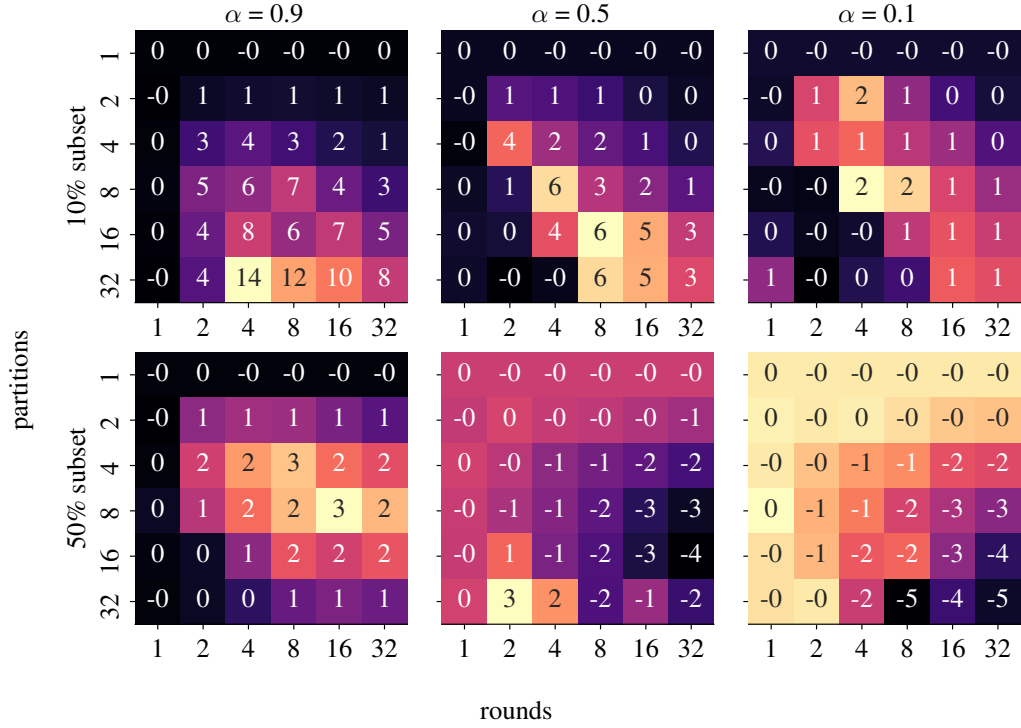 α = 0.9 α = 0.5 α = 0.1
1 0 0 -0 -0 -0 0 0 0 -0 -0 -0 -0 0 -0 -0 -0 -0 -0
2 -0 1 1 1 1 1 -0 1 1 1 0 0 -0 1 2 1 0 0
4 0 3 4 3 2 1 -0 4 2 2 1 0 0 1 1 1 1 0
8 0 5 6 7 4 3 0 1 6 3 2 1 -0 -0 2 2 1 1
16 0 4 8 6 7 5 0 0 4 6 5 3 0 -0 -0 1 1 1
32 -0 4 14 12 10 8 0 -0 -0 6 5 3 1 -0 0 0 1 1
10% subset
1 2 4 8 16 32 1 2 4 8 16 32 1 2 4 8 16 32
partitions
1 -0 0 -0 -0 -0 -0 0 -0 -0 -0 -0 -0 0 -0 -0 -0 -0 -0
2 -0 1 1 1 1 1 -0 0 -0 -0 -0 -1 0 -0 0 -0 -0 -0
4 0 2 2 3 2 2 0 -0 -1 -1 -2 -2 -0 -0 -1 -1 -2 -2
8 0 1 2 2 3 2 -0 -1 -1 -2 -3 -3 0 -1 -1 -2 -3 -3
16 -0 0 1 2 2 2 -0 1 -1 -2 -3 -4 -0 -1 -2 -2 -3 -4
32 -0 0 0 1 1 1 0 3 2 -2 -1 -2 -0 -0 -2 -5 -4 -5
50% subset
1 2 4 8 16 32 1 2 4 8 16 32 1 2 4 8 16 32
rounds